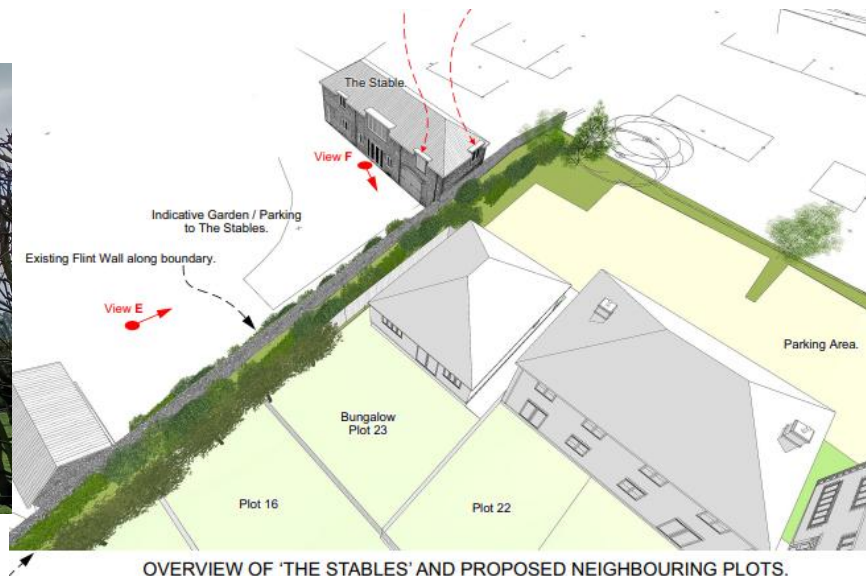 The Stable.
View F
Indicative Garden / Parking
to The Stables.
Existing Flint Wall along boundary.
View E
Parking Area.
Bungalow
Plot 23
Plot 16
Plot 22
OVERVIEW OF 'THE STABLES' AND PROPOSED NEIGHBOURING PLOTS.